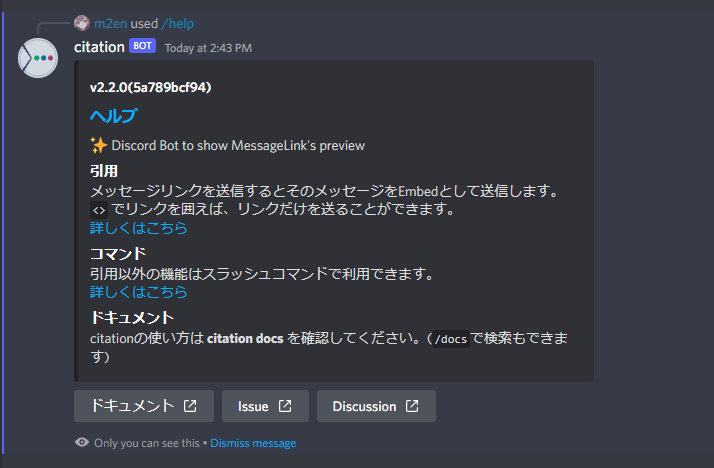 m2en used /help
citation BOT Today at 2:43 PM
v2.2.0(5a789bcf94)
ヘルプ
✨ Discord Bot to show MessageLink's preview
引用
メッセージリンクを送信するとそのメッセージをEmbedとして送信します。
<> でリンクを囲えば、リンクだけを送ることができます。
詳しくはこちら
コマンド
引用以外の機能はスラッシュコマンドで利用できます。
詳しくはこちら
ドキュメント
citationの使い方は citation docs を確認してください。(/docsで検索もできま
す)
ドキュメント Issue Discussion
Only you can see this • Dismiss message